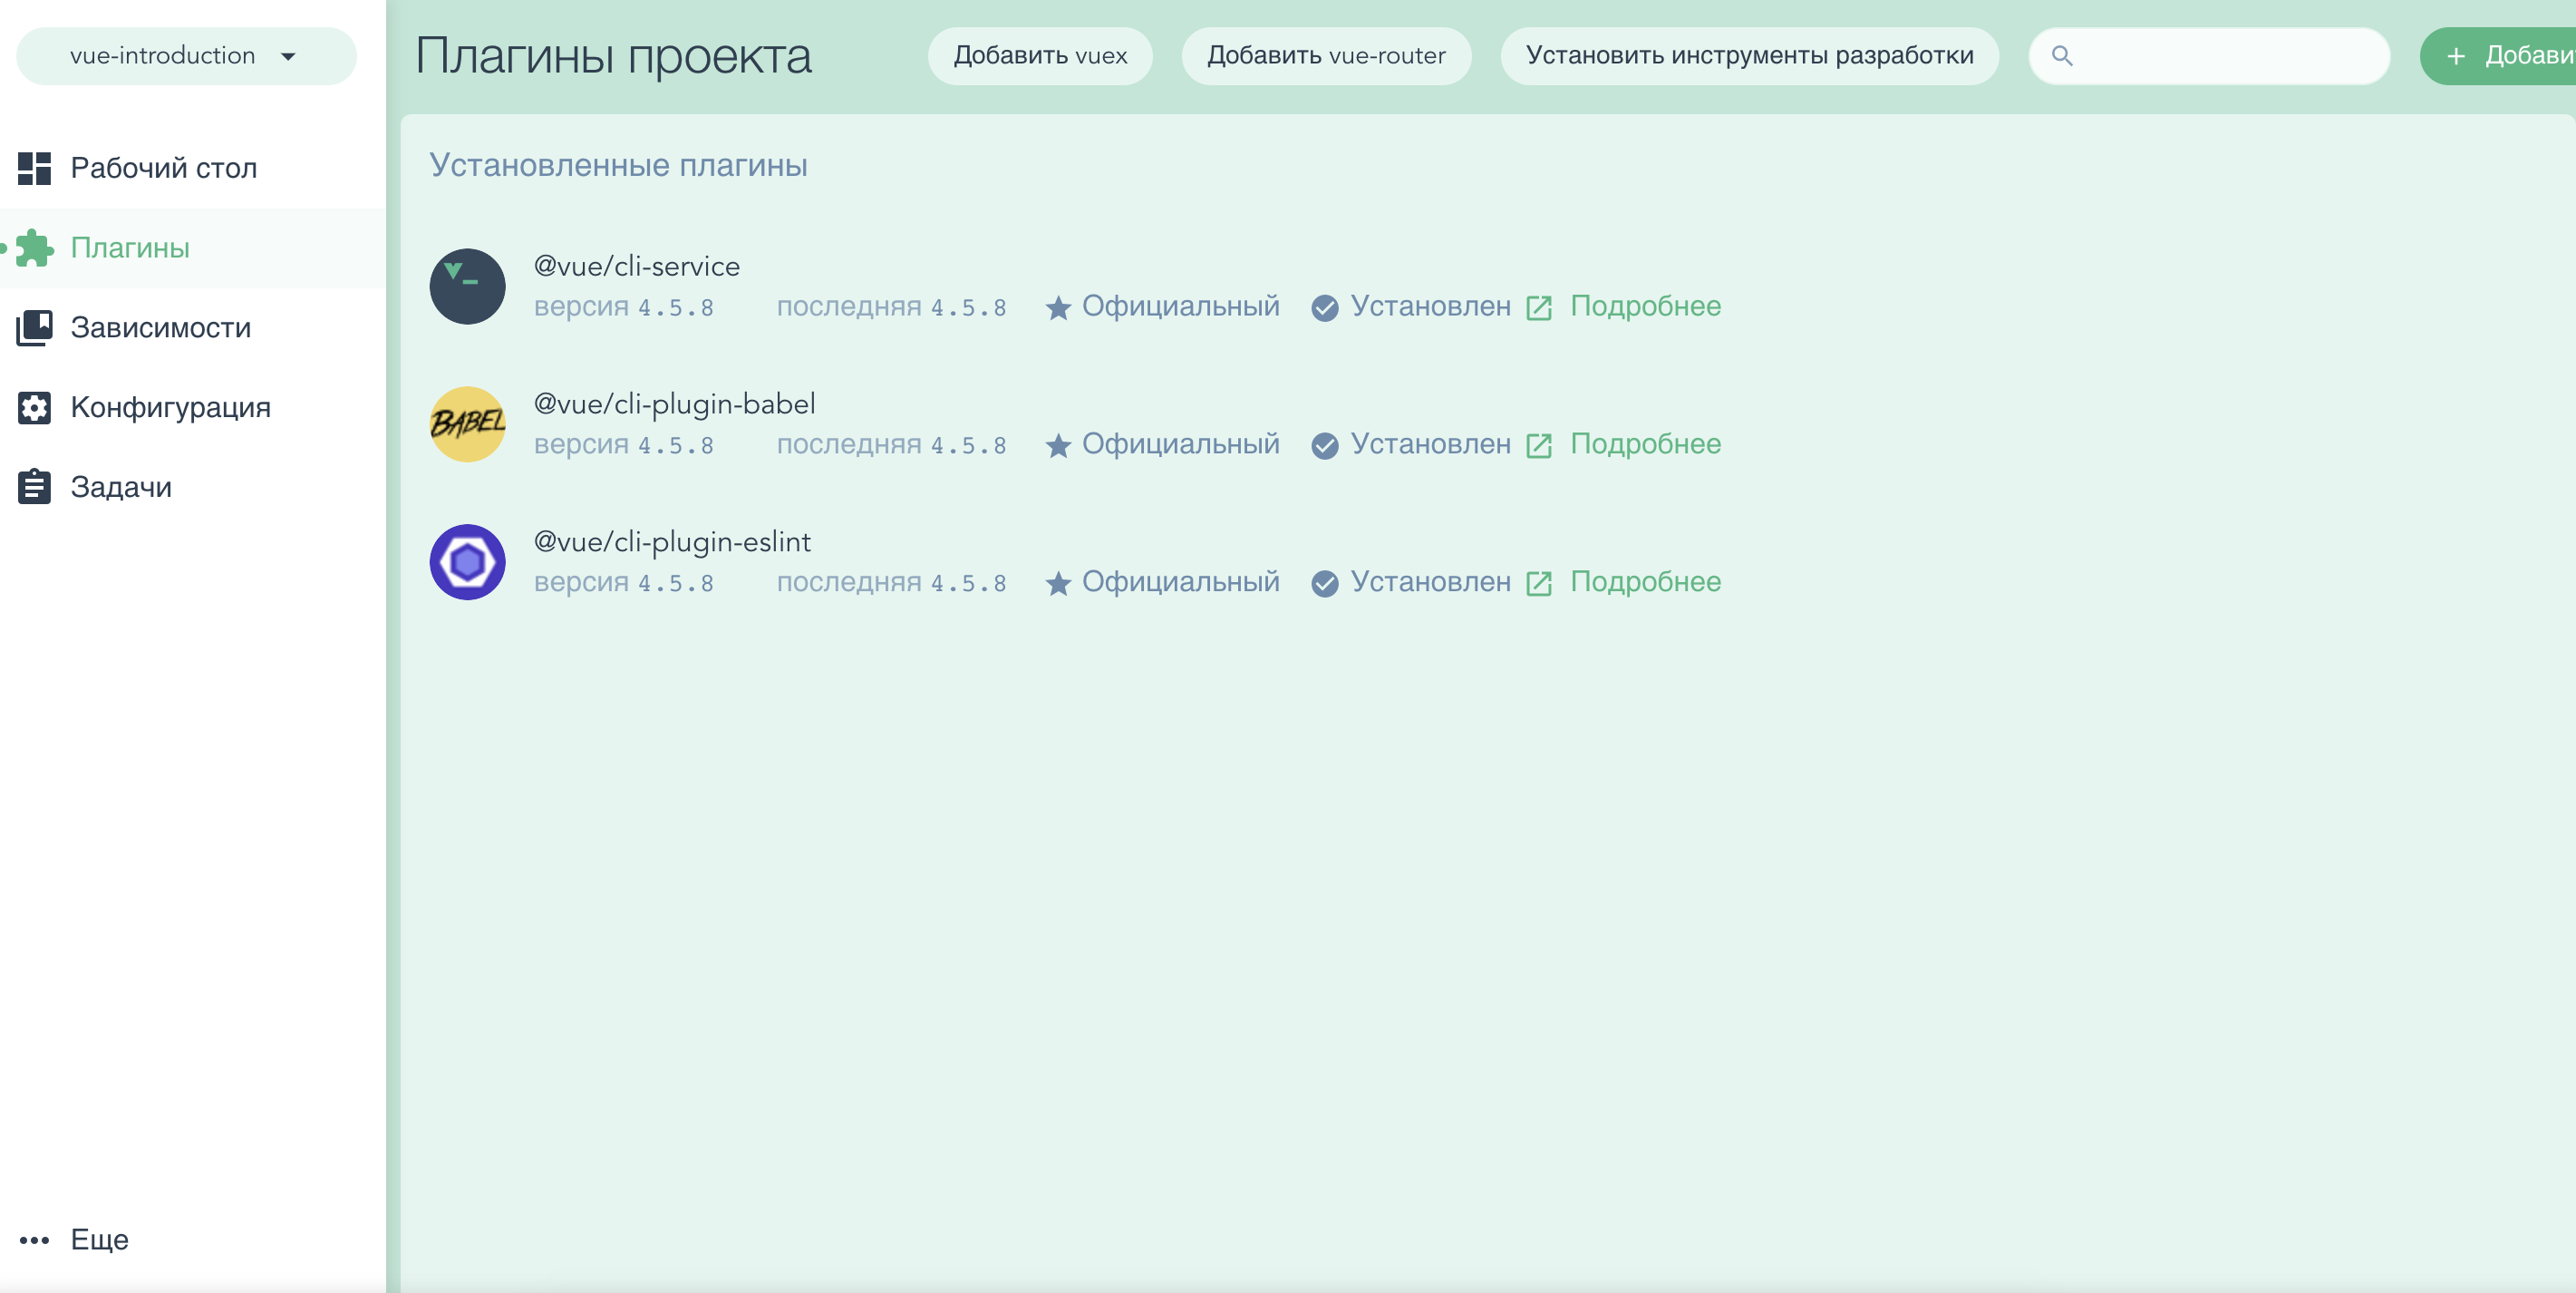 vue-introduction
Плагины проекта
Добавить vuex
Добавить vue-router
Установить инструменты разработки
Рабочий стол
Плагины
Зависимости
Конфигурация
Задачи
Еще
Установленные плагины
@vue/cli-service
версия 4.5.8 последняя 4.5.8 Официальный Установлен Подробнее
BABEL
@vue/cli-plugin-babel
версия 4.5.8 последняя 4.5.8 Официальный Установлен Подробнее
@vue/cli-plugin-eslint
версия 4.5.8 последняя 4.5.8 Официальный Установлен Подробнее